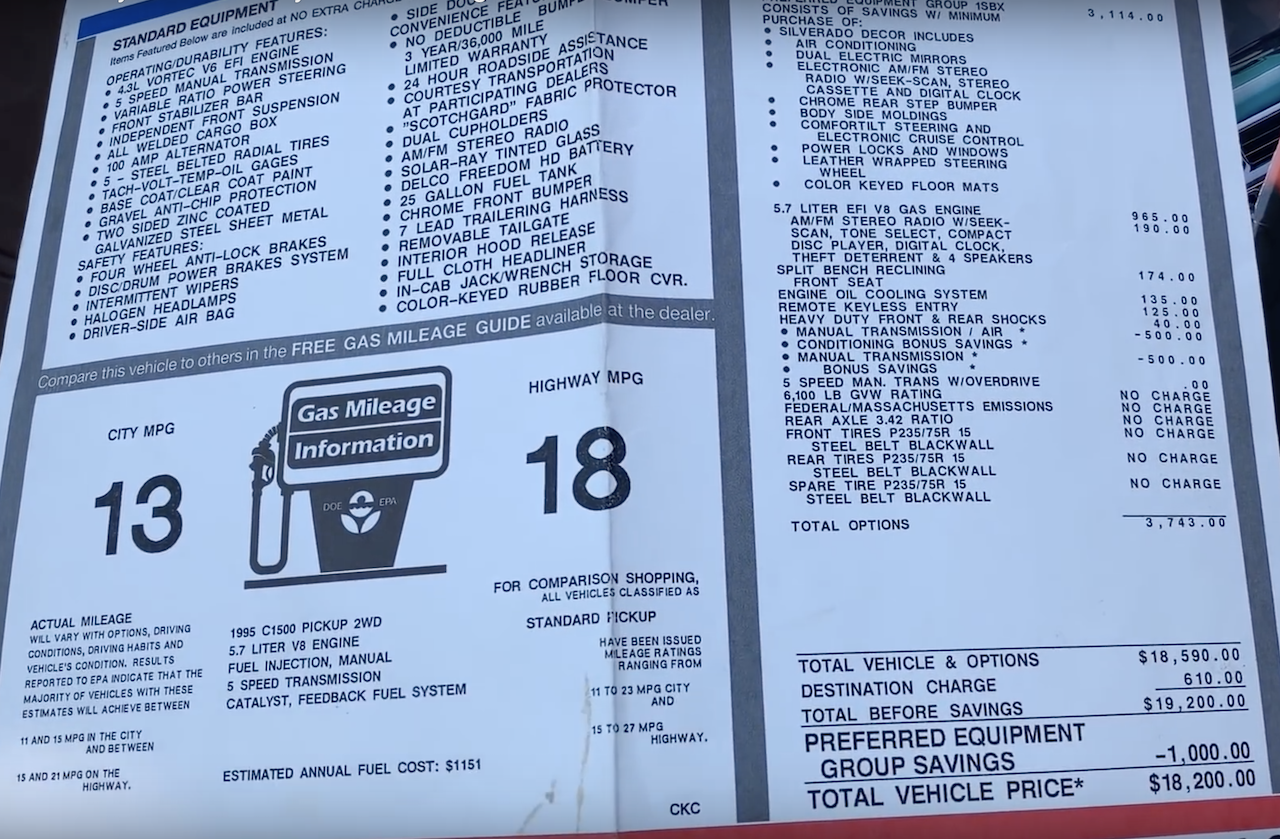 STANDARD EQUIPMENT
Items Featured Below are Included at NO EXTRA CHARGE
OPERATING/DURABILITY FEATURES:
• 4.3L VORTEC V6 EFI ENGINE
• 5 SPEED MANUAL TRANSMISSION
• VARIABLE RATIO POWER STEERING
• FRONT STABILIZER BAR
• INDEPENDENT FRONT SUSPENSION
• ALL WELDED CARGO BOX
• 100 AMP ALTERNATOR
• 5 - STEEL BELTED RADIAL TIRES
• TACH-VOLT-TEMP-OIL GAGES
• BASE COAT/CLEAR COAT PAINT
• GRAVEL ANTI-CHIP PROTECTION
• TWO SIDED ZINC COATED
GALVANIZED STEEL SHEET METAL
SAFETY FEATURES:
• FOUR WHEEL ANTI-LOCK BRAKES
• DISC/DRUM POWER BRAKES SYSTEM
• INTERMITTENT WIPERS
• HALOGEN HEADLAMPS
• DRIVER-SIDE AIR BAG
• SIDE
CONVENIENCE
• NO DEDUCTIBLE
3 YEAR/36,000 MILE
LIMITED WARRANTY
• 24 HOUR ROADSIDE ASSISTANCE
• COURTESY TRANSPORTATION
AT PARTICIPATING DEALERS
• "SCOTCHGARD" FABRIC PROTECTOR
• DUAL CUPHOLDERS
• AM/FM STEREO RADIO
• SOLAR-RAY TINTED GLASS
• DELCO FREEDOM HD BATTERY
• 25 GALLON FUEL TANK
• CHROME FRONT BUMPER
• 7 LEAD TRAILERING HARNESS
• REMOVABLE TAILGATE
• INTERIOR HOOD RELEASE
• FULL CLOTH HEADLINER
• IN-CAB JACK/WRENCH STORAGE
• COLOR-KEYED RUBBER FLOOR CVR.
Compare this vehicle to others in the FREE GAS MILEAGE GUIDE available at the dealer.
CITY MPG
13
Gas Mileage
Information
DOE EPA
HIGHWAY MPG
18
ACTUAL MILEAGE
WILL VARY WITH OPTIONS, DRIVING
CONDITIONS, DRIVING HABITS AND
VEHICLE'S CONDITION. RESULTS
REPORTED TO EPA INDICATE THAT THE
MAJORITY OF VEHICLES WITH THESE
ESTIMATES WILL ACHIEVE BETWEEN
11 AND 15 MPG IN THE CITY
AND BETWEEN
15 AND 21 MPG ON THE
HIGHWAY.
1995 C1500 PICKUP 2WD
5.7 LITER V8 ENGINE
FUEL INJECTION, MANUAL
5 SPEED TRANSMISSION
CATALYST, FEEDBACK FUEL SYSTEM
ESTIMATED ANNUAL FUEL COST: $1151
FOR COMPARISON SHOPPING,
ALL VEHICLES CLASSIFIED AS
STANDARD PICKUP
HAVE BEEN ISSUED
MILEAGE RATINGS
RANGING FROM
11 TO 23 MPG CITY
AND
15 TO 27 MPG
HIGHWAY.
CKC
EQUIPMENT GROUP 1SBX
CONSISTS OF SAVINGS W/ MINIMUM 3,114.00
PURCHASE OF:
• SILVERADO DECOR INCLUDES
• AIR CONDITIONING
• DUAL ELECTRIC MIRRORS
• ELECTRONIC AM/FM STEREO
RADIO W/SEEK-SCAN, STEREO
CASSETTE AND DIGITAL CLOCK
• CHROME REAR STEP BUMPER
• BODY SIDE MOLDINGS
• COMFORTILT STEERING AND
ELECTRONIC CRUISE CONTROL
• POWER LOCKS AND WINDOWS
• LEATHER WRAPPED STEERING
WHEEL
• COLOR KEYED FLOOR MATS
5.7 LITER EFI V8 GAS ENGINE 965.00
AM/FM STEREO RADIO W/SEEK- 190.00
SCAN, TONE SELECT, COMPACT
DISC PLAYER, DIGITAL CLOCK,
THEFT DETERRENT & 4 SPEAKERS
SPLIT BENCH RECLINING 174.00
FRONT SEAT
ENGINE OIL COOLING SYSTEM 135.00
REMOTE KEYLESS ENTRY 125.00
HEAVY DUTY FRONT & REAR SHOCKS 40.00
• MANUAL TRANSMISSION / AIR * -500.00
• CONDITIONING BONUS SAVINGS *
• MANUAL TRANSMISSION * -500.00
• BONUS SAVINGS *
5 SPEED MAN. TRANS W/OVERDRIVE .00
6,100 LB GVW RATING NO CHARGE
FEDERAL/MASSACHUSETTS EMISSIONS NO CHARGE
REAR AXLE 3.42 RATIO NO CHARGE
FRONT TIRES P235/75R 15 NO CHARGE
STEEL BELT BLACKWALL
REAR TIRES P235/75R 15 NO CHARGE
STEEL BELT BLACKWALL
SPARE TIRE P235/75R 15 NO CHARGE
STEEL BELT BLACKWALL
TOTAL OPTIONS 3,743.00
TOTAL VEHICLE & OPTIONS $18,590.00
DESTINATION CHARGE 610.00
TOTAL BEFORE SAVINGS $19,200.00
PREFERRED EQUIPMENT
GROUP SAVINGS -1,000.00
TOTAL VEHICLE PRICE* $18,200.00